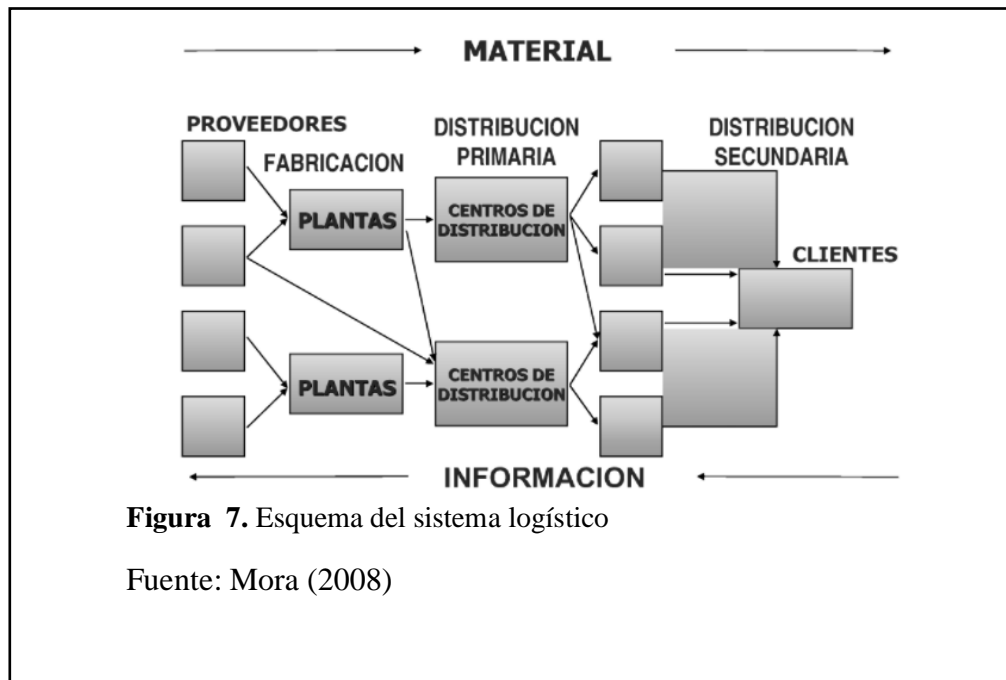 MATERIAL
PROVEEDORES
FABRICACION
DISTRIBUCION
PRIMARIA
DISTRIBUCION
SECUNDARIA
PLANTAS
CENTROS DE
DISTRIBUCION
CLIENTES
PLANTAS
CENTROS DE
DISTRIBUCION
INFORMACION
Figura 7. Esquema del sistema logístico
Fuente: Mora (2008)